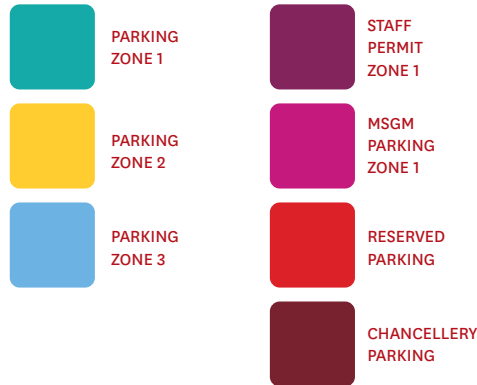 PARKING
ZONE 1
PARKING
ZONE 2
PARKING
ZONE 3
STAFF
PERMIT
ZONE 1
MSGM
PARKING
ZONE 1
RESERVED
PARKING
CHANCELLERY
PARKING